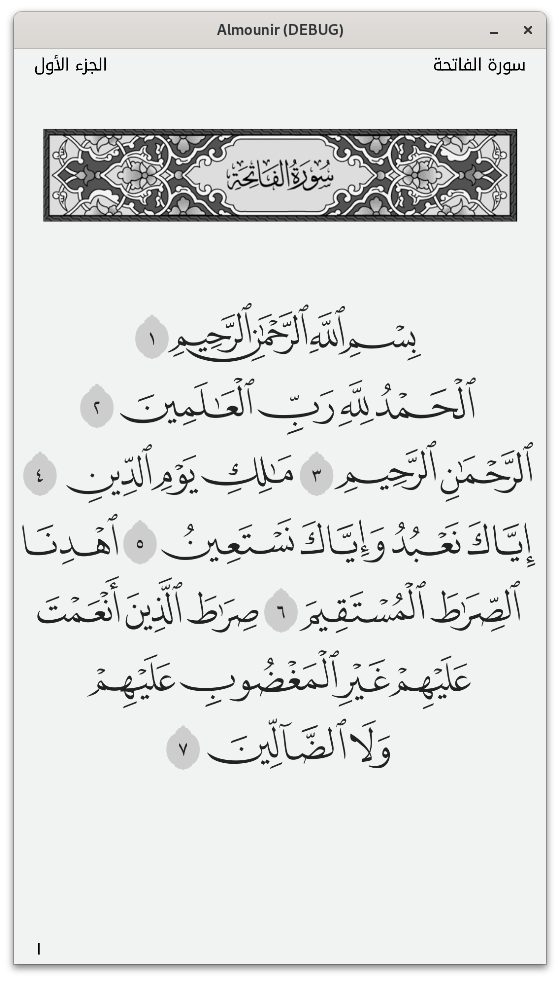 Almounir (DEBUG)
سورة الفاتحة
الجزء الأول
سُورَةُ الفَاتِحَةِ
بِسْمِ ٱللَّهِ ٱلرَّحْمَٰنِ ٱلرَّحِيمِ ١
ٱلْحَمْدُ لِلَّهِ رَبِّ ٱلْعَٰلَمِينَ ٢
ٱلرَّحْمَٰنِ ٱلرَّحِيمِ ٣ مَٰلِكِ يَوْمِ ٱلدِّينِ ٤
إِيَّاكَ نَعْبُدُ وَإِيَّاكَ نَسْتَعِينُ ٥ ٱهْدِنَا
ٱلصِّرَٰطَ ٱلْمُسْتَقِيمَ ٦ صِرَٰطَ ٱلَّذِينَ أَنْعَمْتَ
عَلَيْهِمْ غَيْرِ ٱلْمَغْضُوبِ عَلَيْهِمْ
وَلَا ٱلضَّآلِّينَ ٧
١